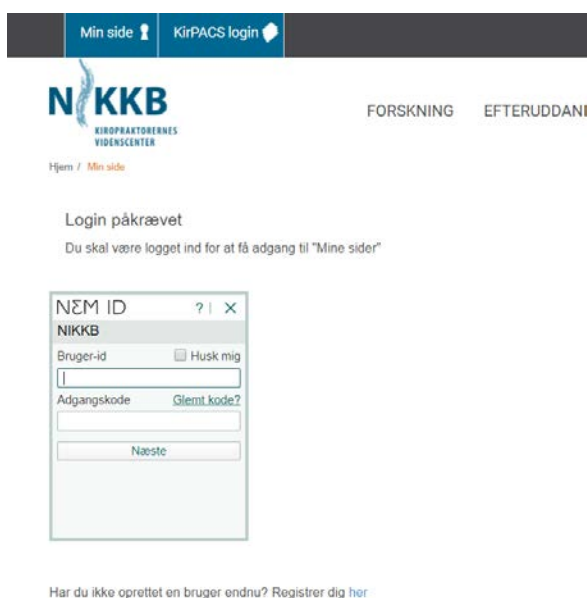 Min side KirPACS login
NIKKB
KIROPRAKTORERNES
VIDENSCENTER
FORSKNING
Hjem / Min side
Login påkrævet
Du skal være logget ind for at få adgang til "Mine sider"
NEM ID ? | X
NIKKB
Bruger-id Husk mig
Adgangskode Glemt kode?
Næste
Har du ikke oprettet en bruger endnu? Registrer dig her